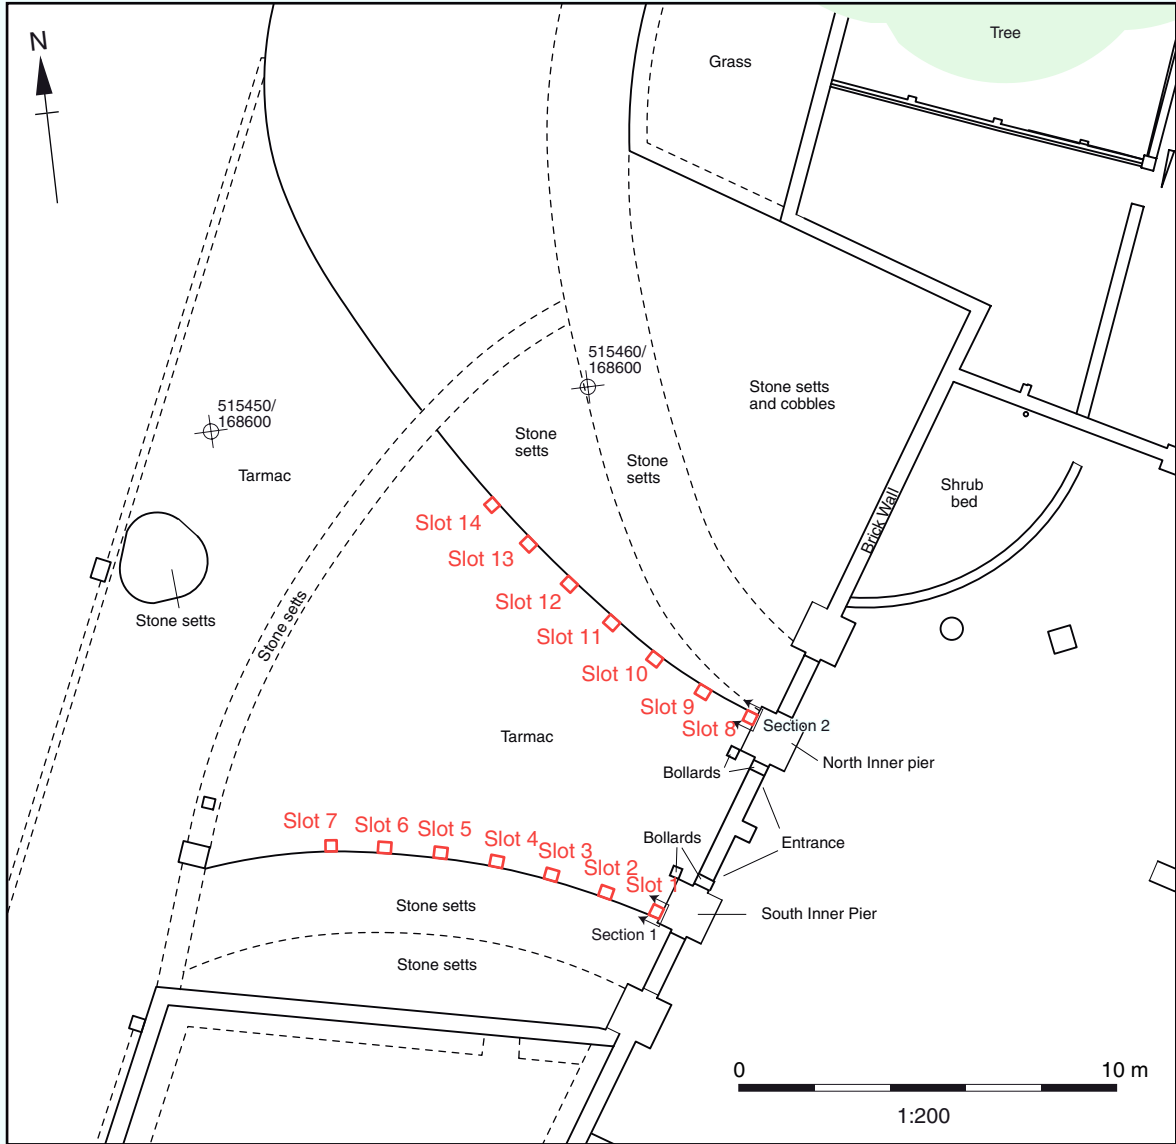 N
Tree
Grass
515460/
168600
515450/
168600
Stone setts
and cobbles
Stone
setts
Stone
setts
Tarmac
Shrub
bed
Brick Wall
Slot 14
Slot 13
Slot 12
Slot 11
Slot 10
Slot 9
Slot 8
Stone setts
Stone setts
Section 2
Tarmac
North Inner pier
Bollards
Entrance
Bollards
Slot 7
Slot 6
Slot 5
Slot 4
Slot 3
Slot 2
Slot 1
Stone setts
South Inner Pier
Section 1
Stone setts
0
10 m
1:200